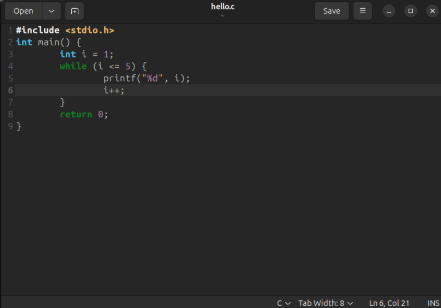 Open
hello.c
Save
1 #include <stdio.h>
2 int main() {
3 int i = 1;
4 while (i <= 5) {
5 printf("%d", i);
6 i++;
7 }
8 return 0;
9 }
C Tab Width: 8 Ln 6, Col 21 INS